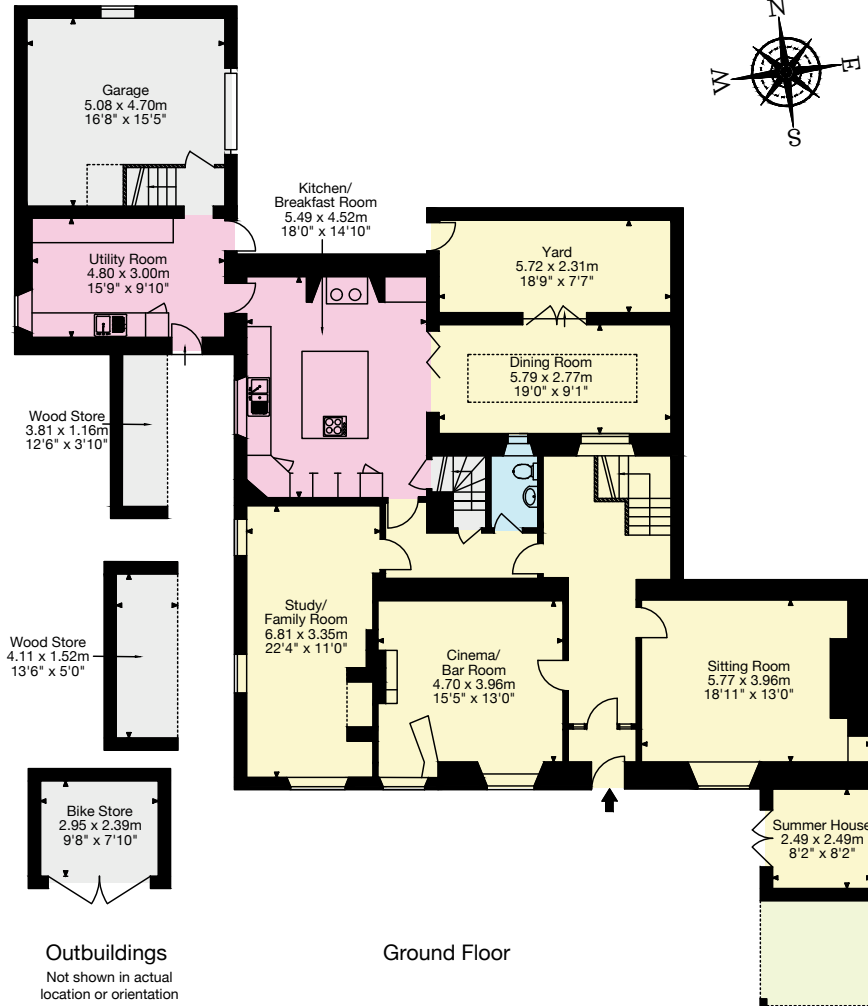 N
W
E
S
Garage
5.08 x 4.70m
16'8" x 15'5"
Kitchen/
Breakfast Room
5.49 x 4.52m
18'0" x 14'10"
Utility Room
4.80 x 3.00m
15'9" x 9'10"
Yard
5.72 x 2.31m
18'9" x 7'7"
Dining Room
5.79 x 2.77m
19'0" x 9'1"
Wood Store
3.81 x 1.16m
12'6" x 3'10"
Wood Store
4.11 x 1.52m
13'6" x 5'0"
Study/
Family Room
6.81 x 3.35m
22'4" x 11'0"
Cinema/
Bar Room
4.70 x 3.96m
15'5" x 13'0"
Sitting Room
5.77 x 3.96m
18'11" x 13'0"
Bike Store
2.95 x 2.39m
9'8" x 7'10"
Summer House
2.49 x 2.49m
8'2" x 8'2"
Outbuildings
Not shown in actual
location or orientation
Ground Floor